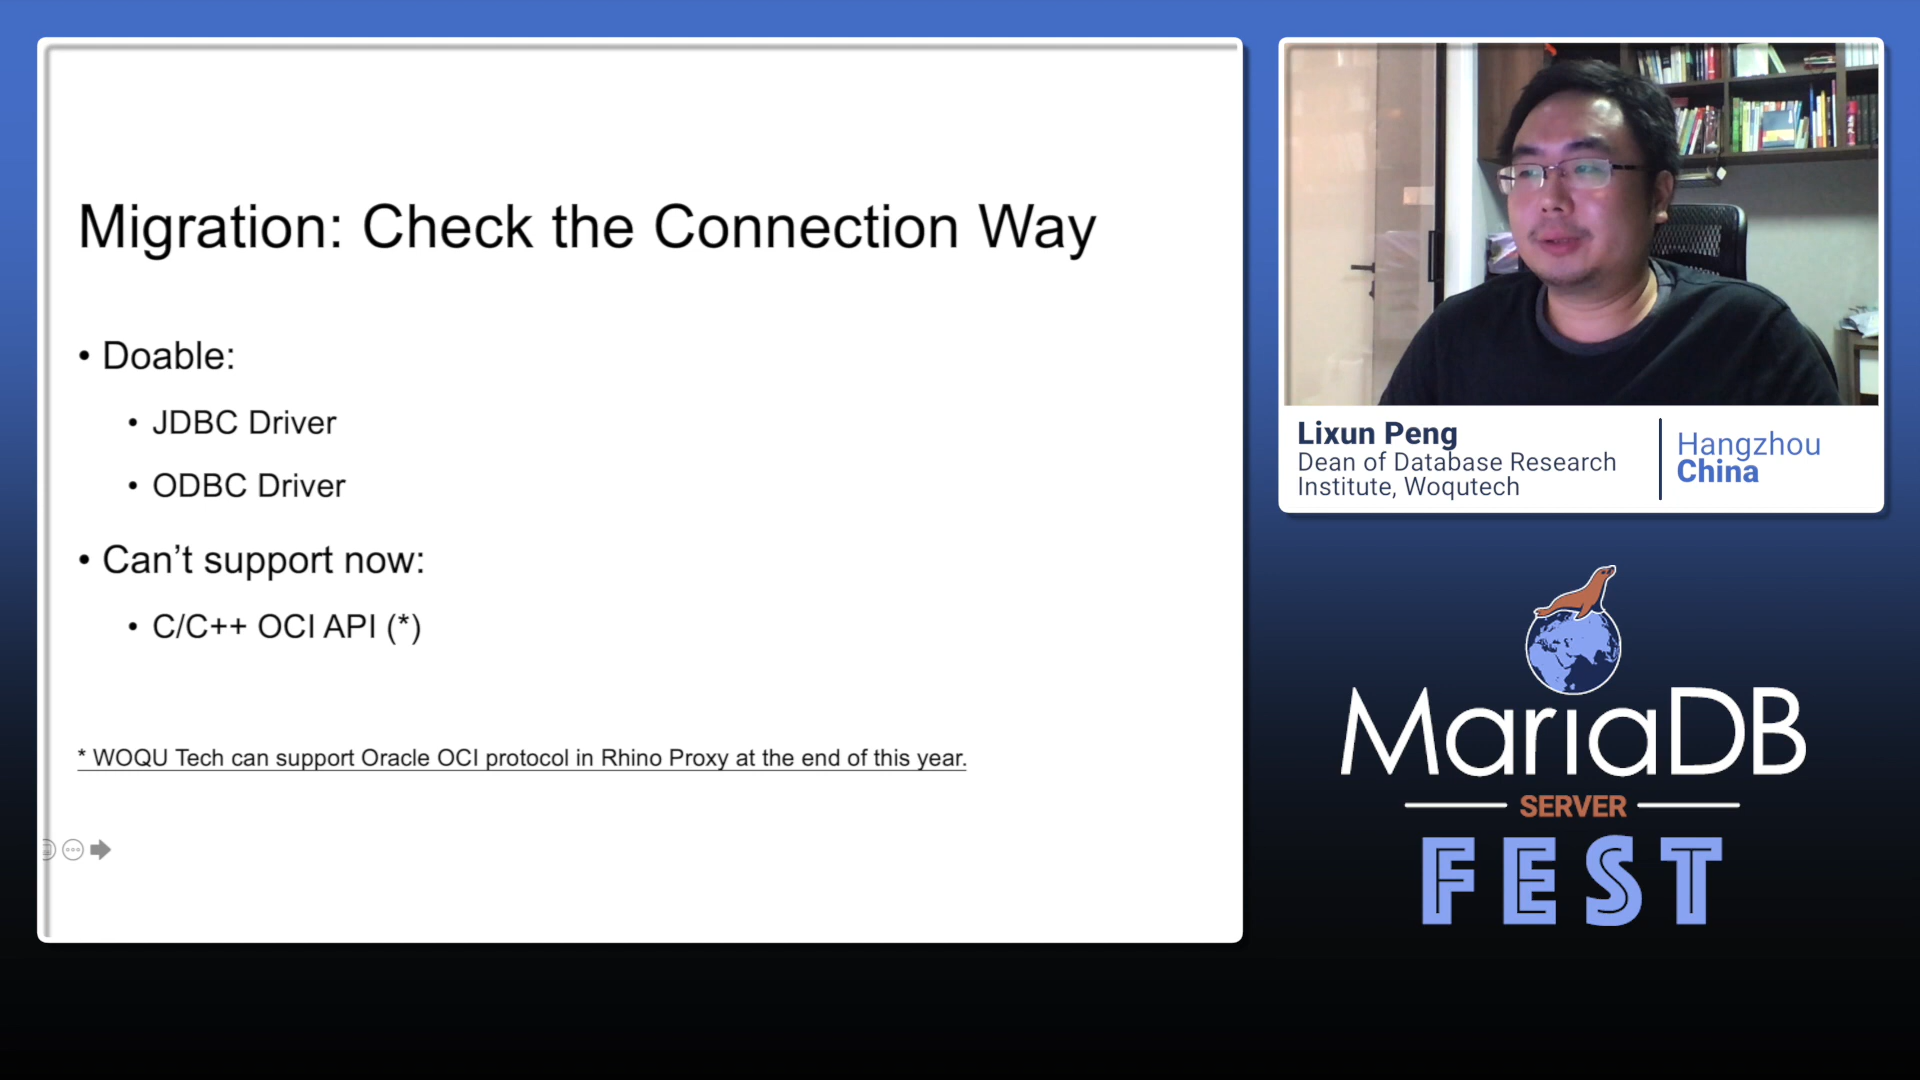 Migration: Check the Connection Way
• Doable:
• JDBC Driver
• ODBC Driver
• Can’t support now:
• C/C++ OCI API (*)
* WOQU Tech can support Oracle OCI protocol in Rhino Proxy at the end of this year.
Lixun Peng
Dean of Database Research
Institute, Woqutech
Hangzhou
China
MariaDB
SERVER
FEST